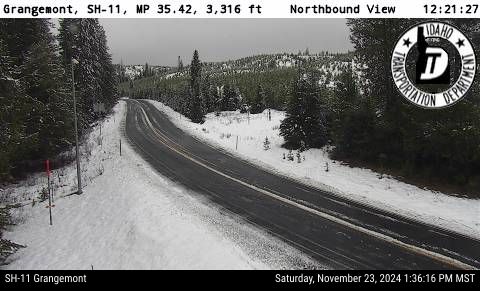 Grangemont, SH-11, MP 35.42, 3,316 ft Northbound View 12:21:27
IDAHO
TRANSPORTATION DEPARTMENT
SH-11 Grangemont Saturday, November 23, 2024 1:36:16 PM MST